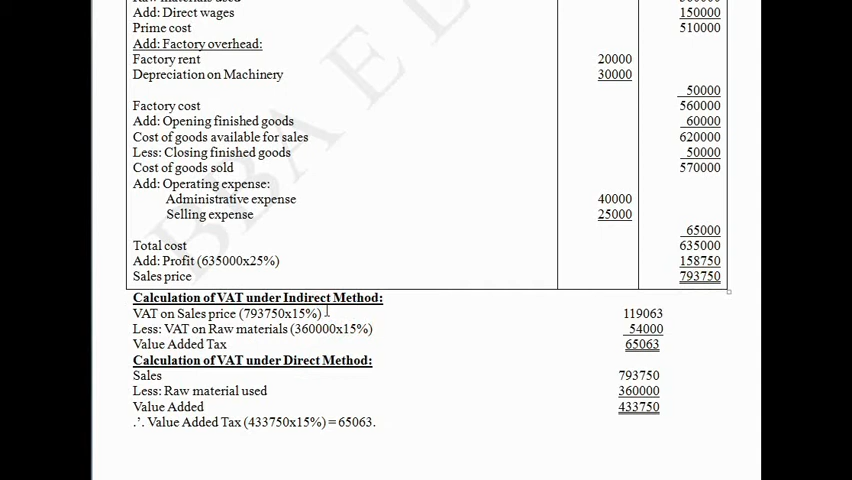 Raw materials used
Add: Direct wages 150000
Prime cost 510000
Add: Factory overhead:
Factory rent 20000
Depreciation on Machinery 30000
50000
Factory cost 560000
Add: Opening finished goods 60000
Cost of goods available for sales 620000
Less: Closing finished goods 50000
Cost of goods sold 570000
Add: Operating expense:
Administrative expense 40000
Selling expense 25000
65000
Total cost 635000
Add: Profit (635000x25%) 158750
Sales price 793750
Calculation of VAT under Indirect Method:
VAT on Sales price (793750x15%) 119063
Less: VAT on Raw materials (360000x15%) 54000
Value Added Tax 65063
Calculation of VAT under Direct Method:
Sales 793750
Less: Raw material used 360000
Value Added 433750
∴ Value Added Tax (433750x15%) = 65063.
BBA E